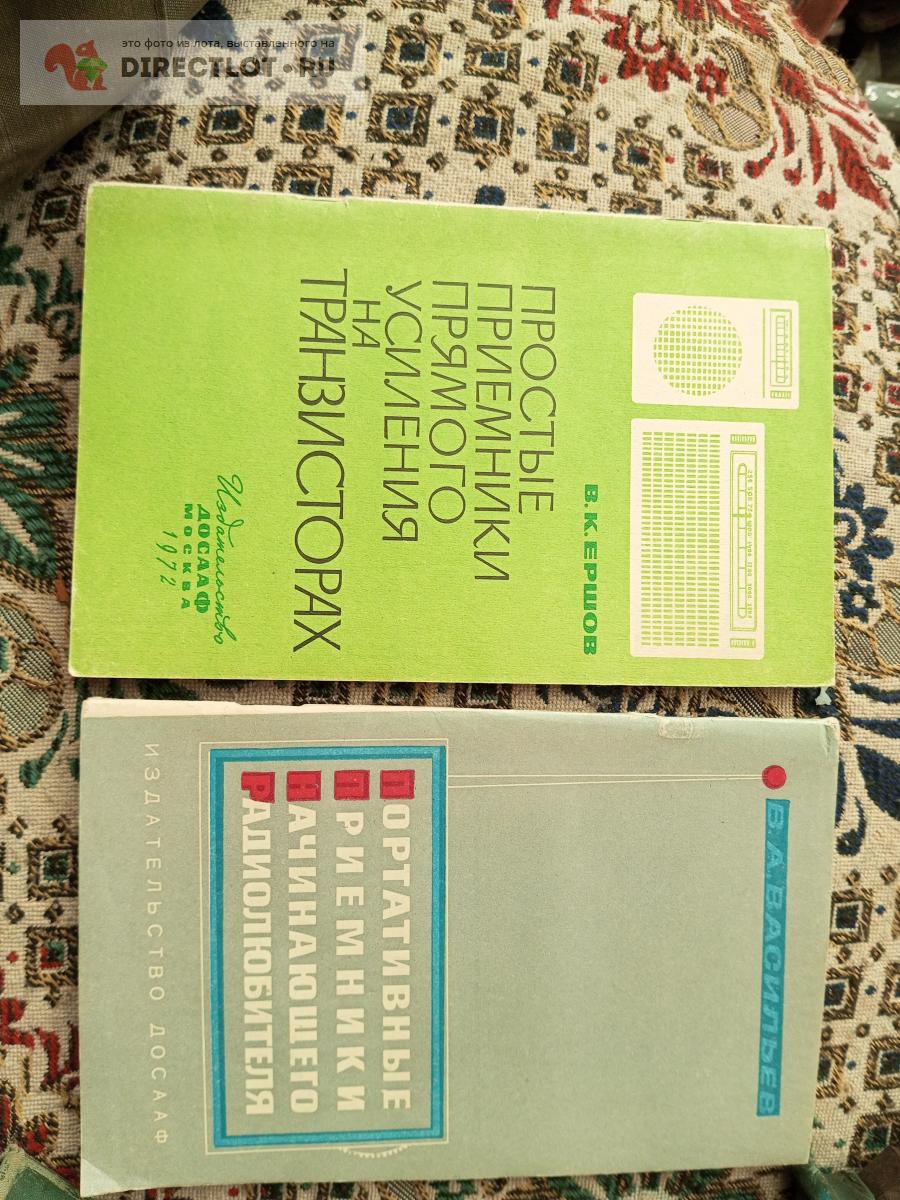 это фото из лота, выставленного на
DIRECTLOT.RU
В. К. ЕРШОВ
ПРОСТЫЕ
ПРИЕМНИКИ
ПРЯМОГО
УСИЛЕНИЯ
НА
ТРАНЗИСТОРАХ
Издательство
ДОСААФ
МОСКВА
1972
В. А. ВАСИЛЬЕВ
ПОРТАТИВНЫЕ
ПРИЕМНИКИ
НАЧИНАЮЩЕГО
РАДИОЛЮБИТЕЛЯ
ИЗДАТЕЛЬСТВО ДОСААФ